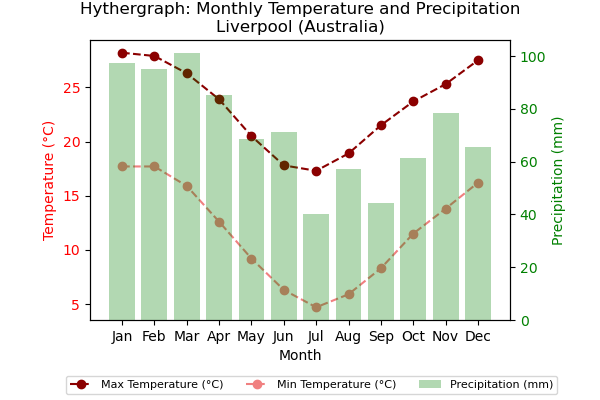 Hythergraph: Monthly Temperature and Precipitation
Liverpool (Australia)
Temperature (°C)
25
20
15
10
5
100
80
60
40
20
0
Precipitation (mm)
Jan Feb Mar Apr May Jun Jul Aug Sep Oct Nov Dec
Month
Max Temperature (°C) Min Temperature (°C) Precipitation (mm)